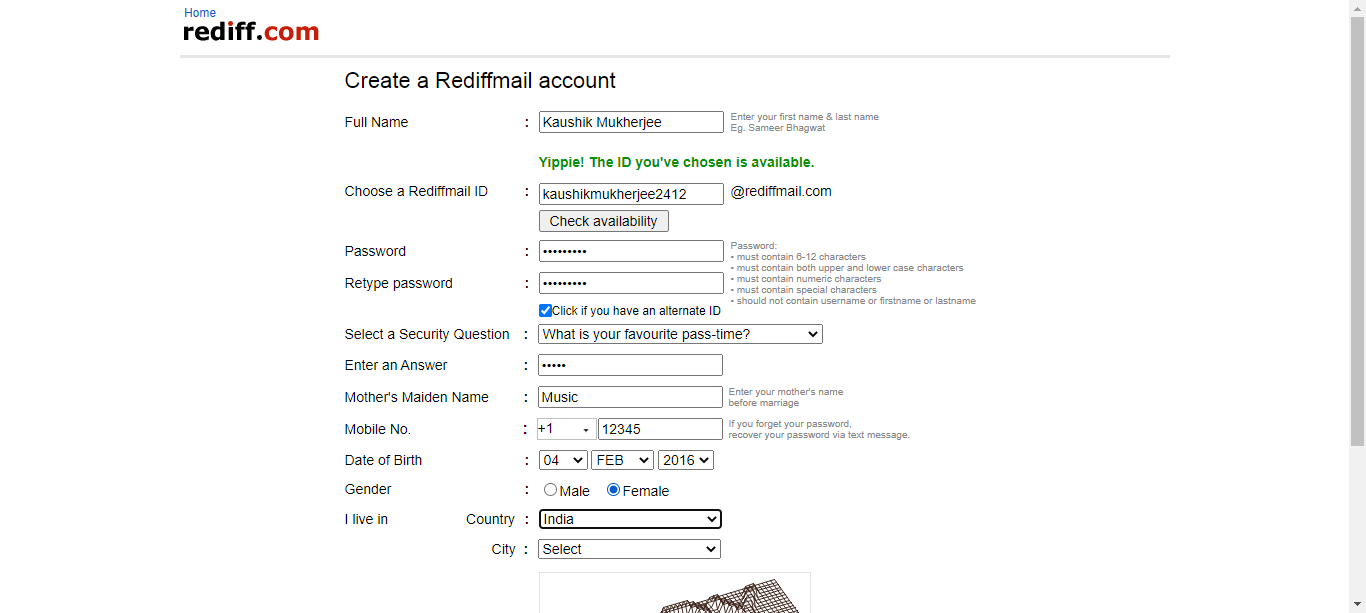 Home
rediff.com
Create a Rediffmail account
Full Name : Kaushik Mukherjee Enter your first name & last name
Eg. Sameer Bhagwat
Yippie! The ID you've chosen is available.
Choose a Rediffmail ID : kaushikmukherjee2412 @rediffmail.com
Check availability
Password : ••••••••• Password:
• must contain 6-12 characters
• must contain both upper and lower case characters
• must contain numeric characters
• must contain special characters
• should not contain username or firstname or lastname
Retype password : •••••••••
Click if you have an alternate ID
Select a Security Question : What is your favourite pass-time?
Enter an Answer : •••••
Mother's Maiden Name : Music Enter your mother's name
before marriage
Mobile No. : +1 12345 If you forget your password,
recover your password via text message.
Date of Birth : 04 FEB 2016
Gender : Male Female
I live in Country : India
City : Select